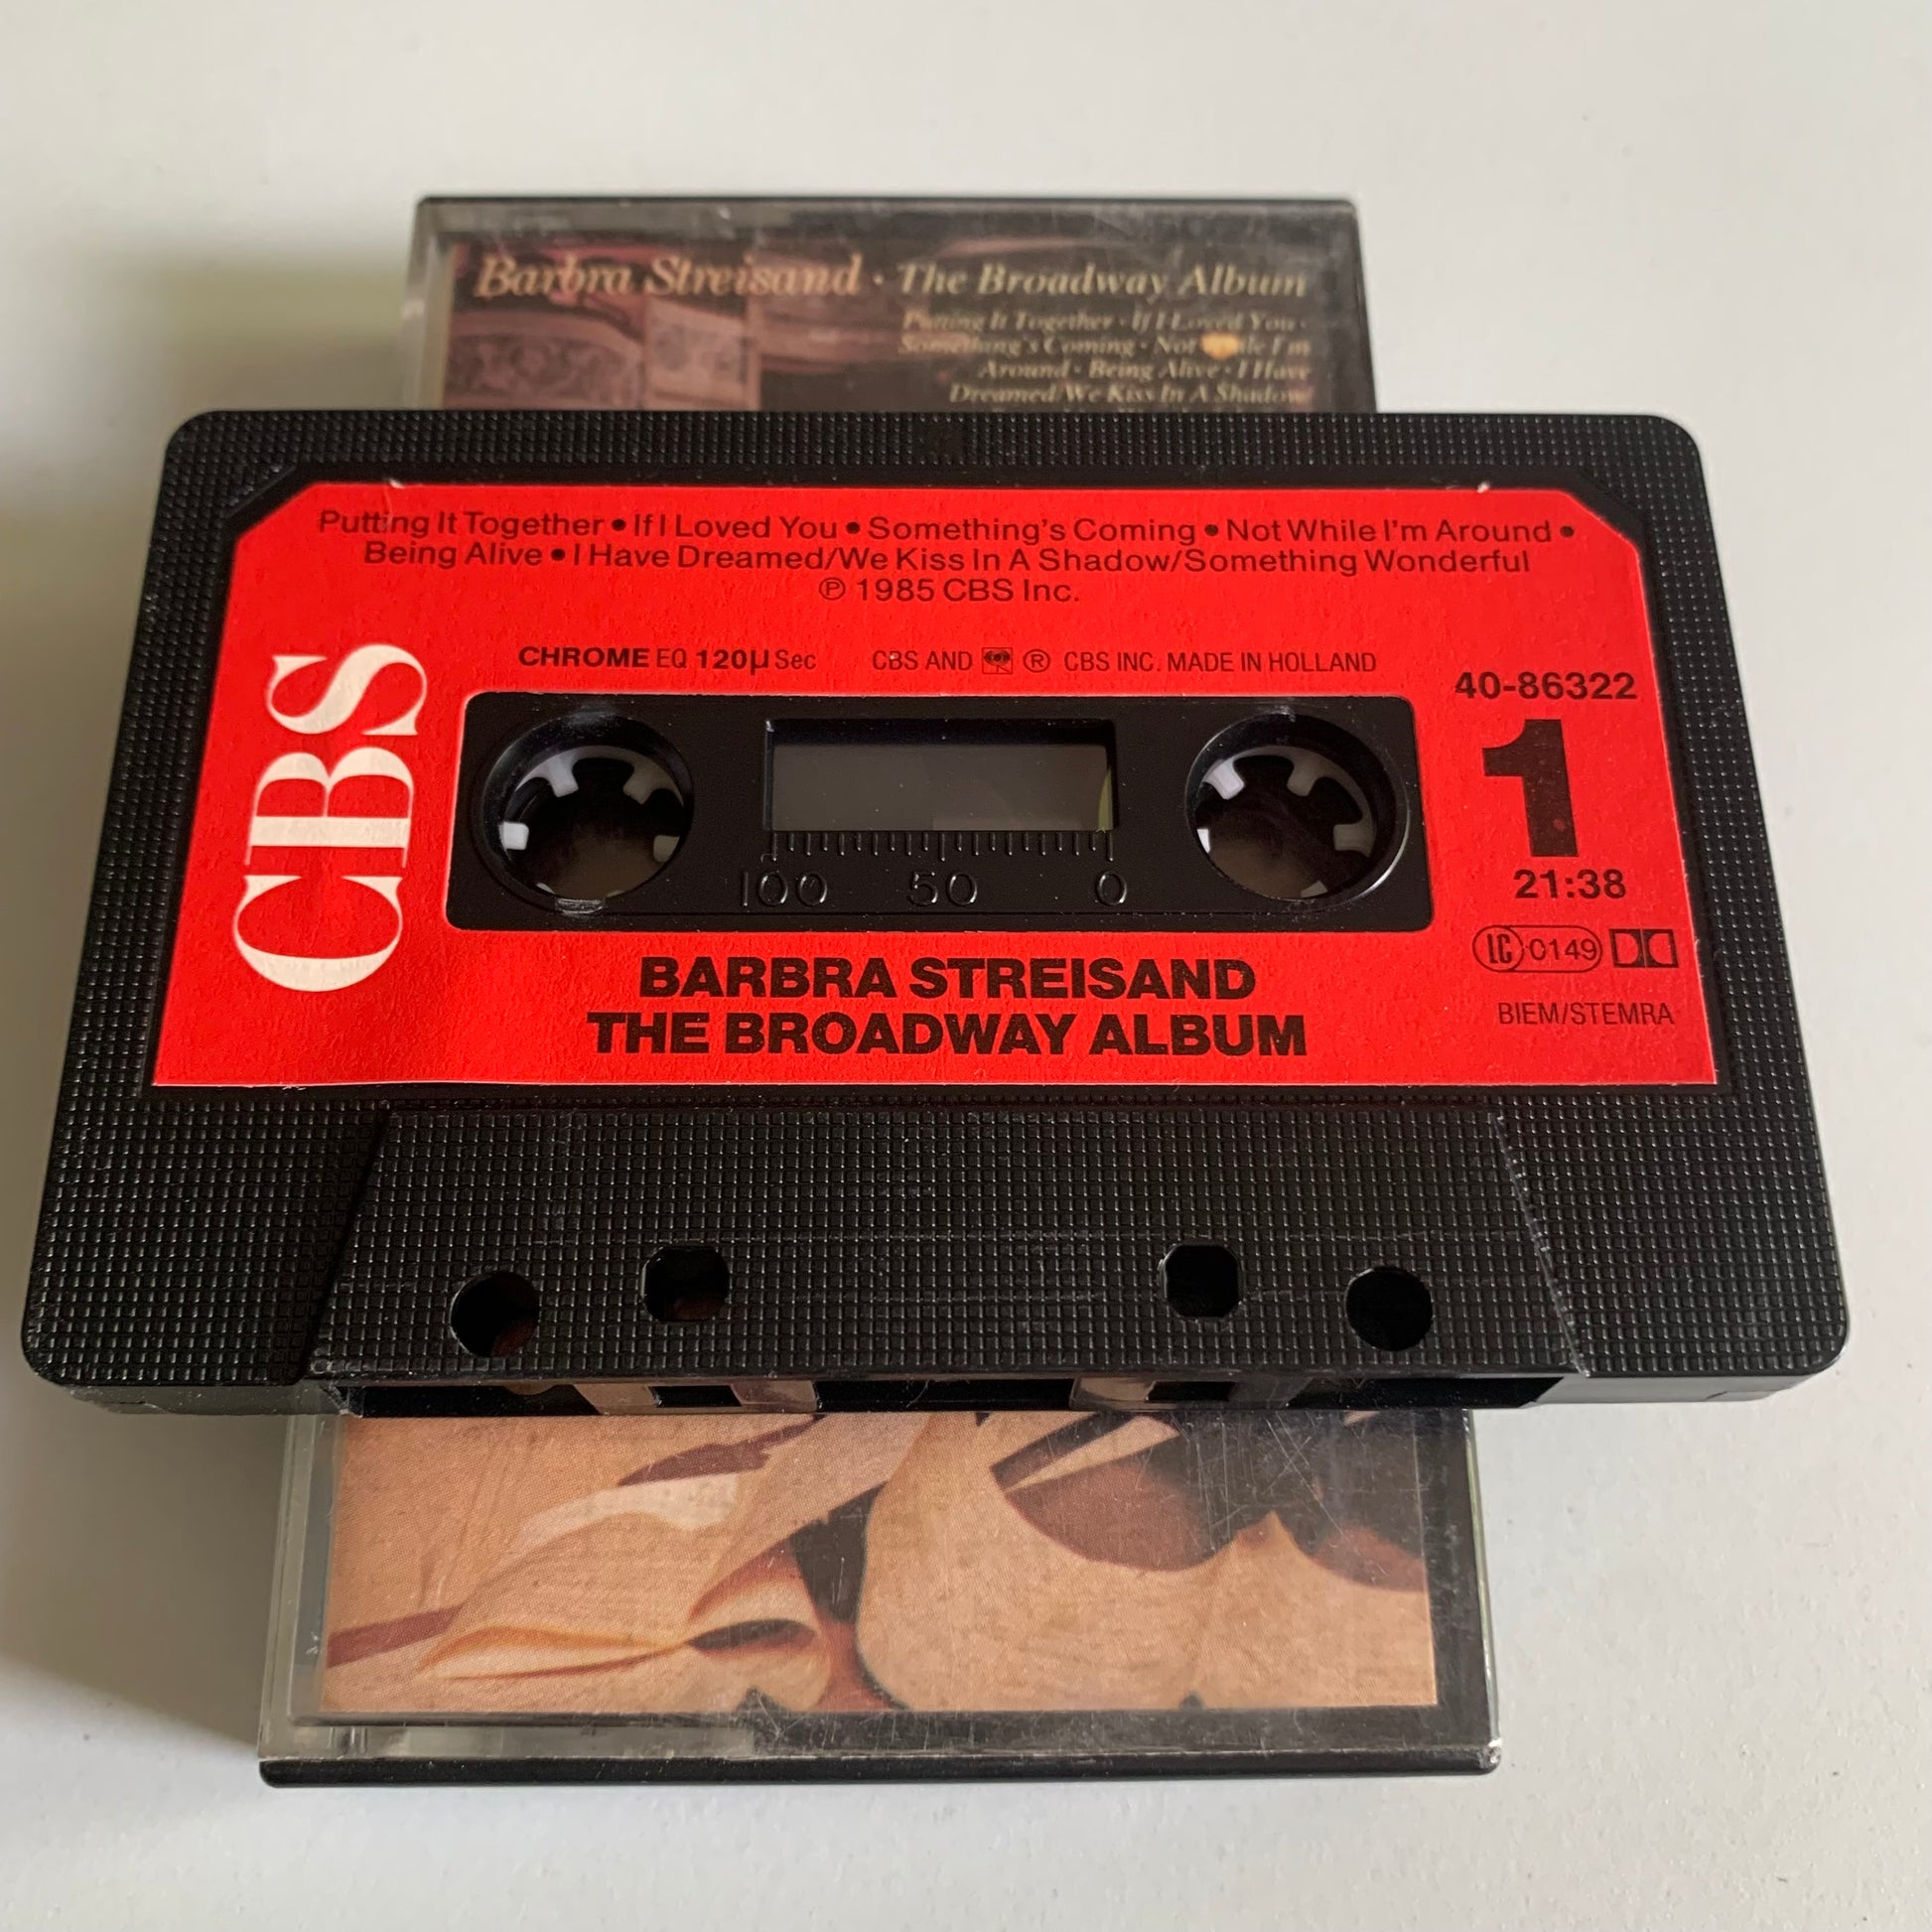 Barbra Streisand · The Broadway Album
Putting It Together · If I Loved You ·
Something's Coming · Not While I'm
Around · Being Alive · I Have
Dreamed/We Kiss In A Shadow/
Putting It Together • If I Loved You • Something's Coming • Not While I'm Around •
Being Alive • I Have Dreamed/We Kiss In A Shadow/Something Wonderful
℗ 1985 CBS Inc.
CHROME EQ 120µ Sec CBS AND ® CBS INC. MADE IN HOLLAND
CBS
40-86322
1
21:38
100 50 0
LC 0149
BIEM/STEMRA
BARBRA STREISAND
THE BROADWAY ALBUM